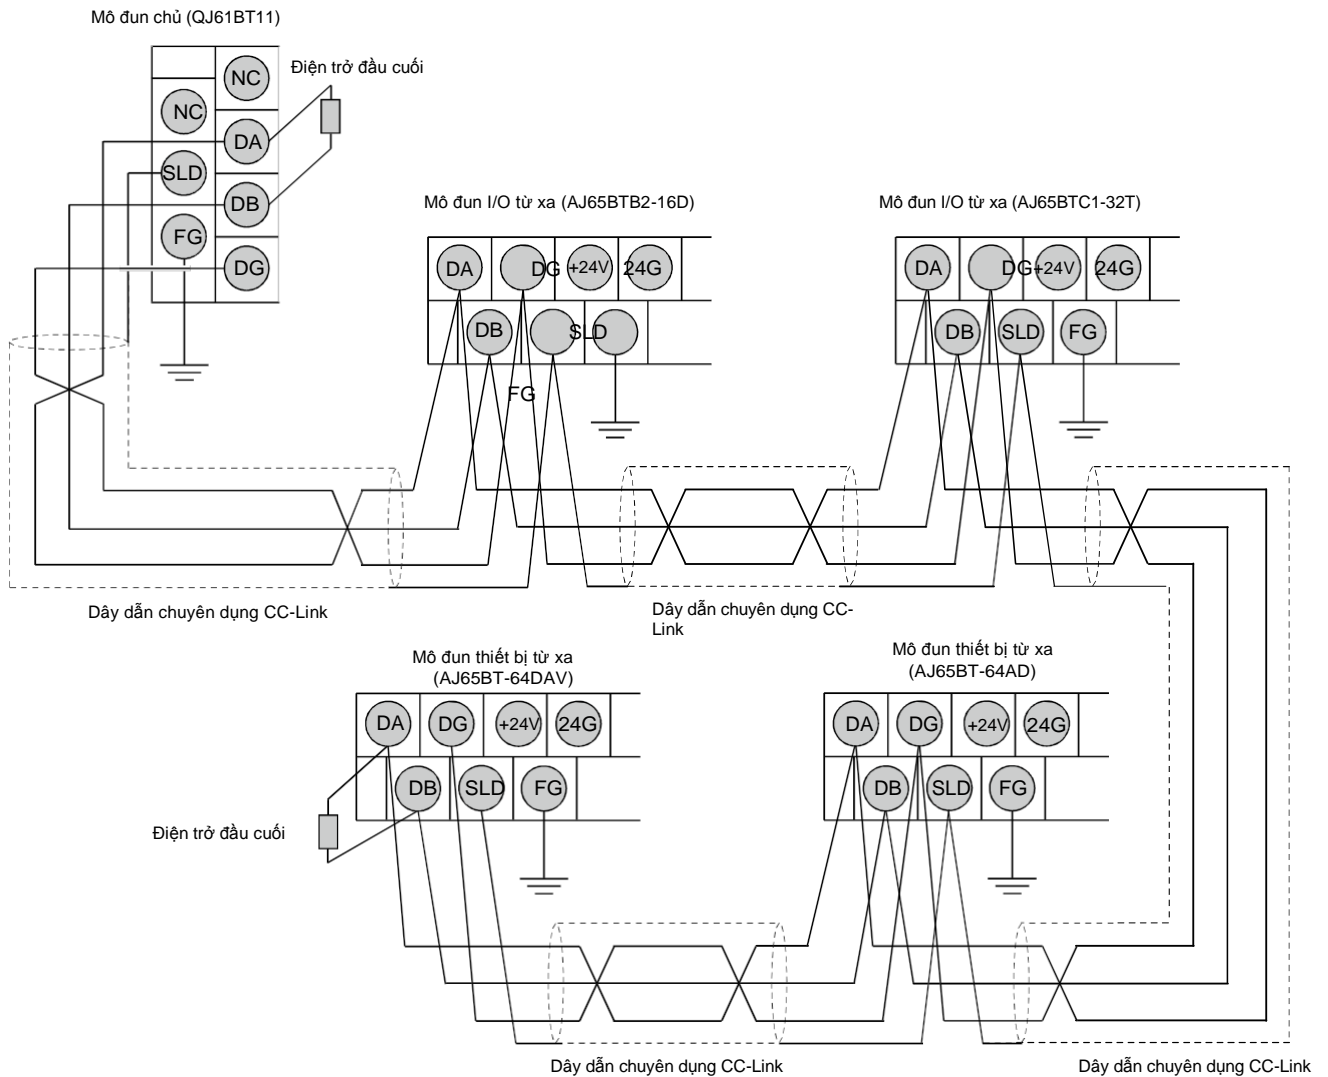 Mô đun chủ (QJ61BT11)
Điện trở đầu cuối
NC
NC
DA
SLD
DB
FG
DG
Mô đun I/O từ xa (AJ65BTB2-16D)
DA
DG
+24V
24G
DB
SLD
FG
Mô đun I/O từ xa (AJ65BTC1-32T)
DA
DG
+24V
24G
DB
SLD
FG
Dây dẫn chuyên dụng CC-Link
Dây dẫn chuyên dụng CC-
Link
Mô đun thiết bị từ xa
(AJ65BT-64DAV)
DA
DG
+24V
24G
DB
SLD
FG
Điện trở đầu cuối
Mô đun thiết bị từ xa
(AJ65BT-64AD)
DA
DG
+24V
24G
DB
SLD
FG
Dây dẫn chuyên dụng CC-Link
Dây dẫn chuyên dụng CC-Link